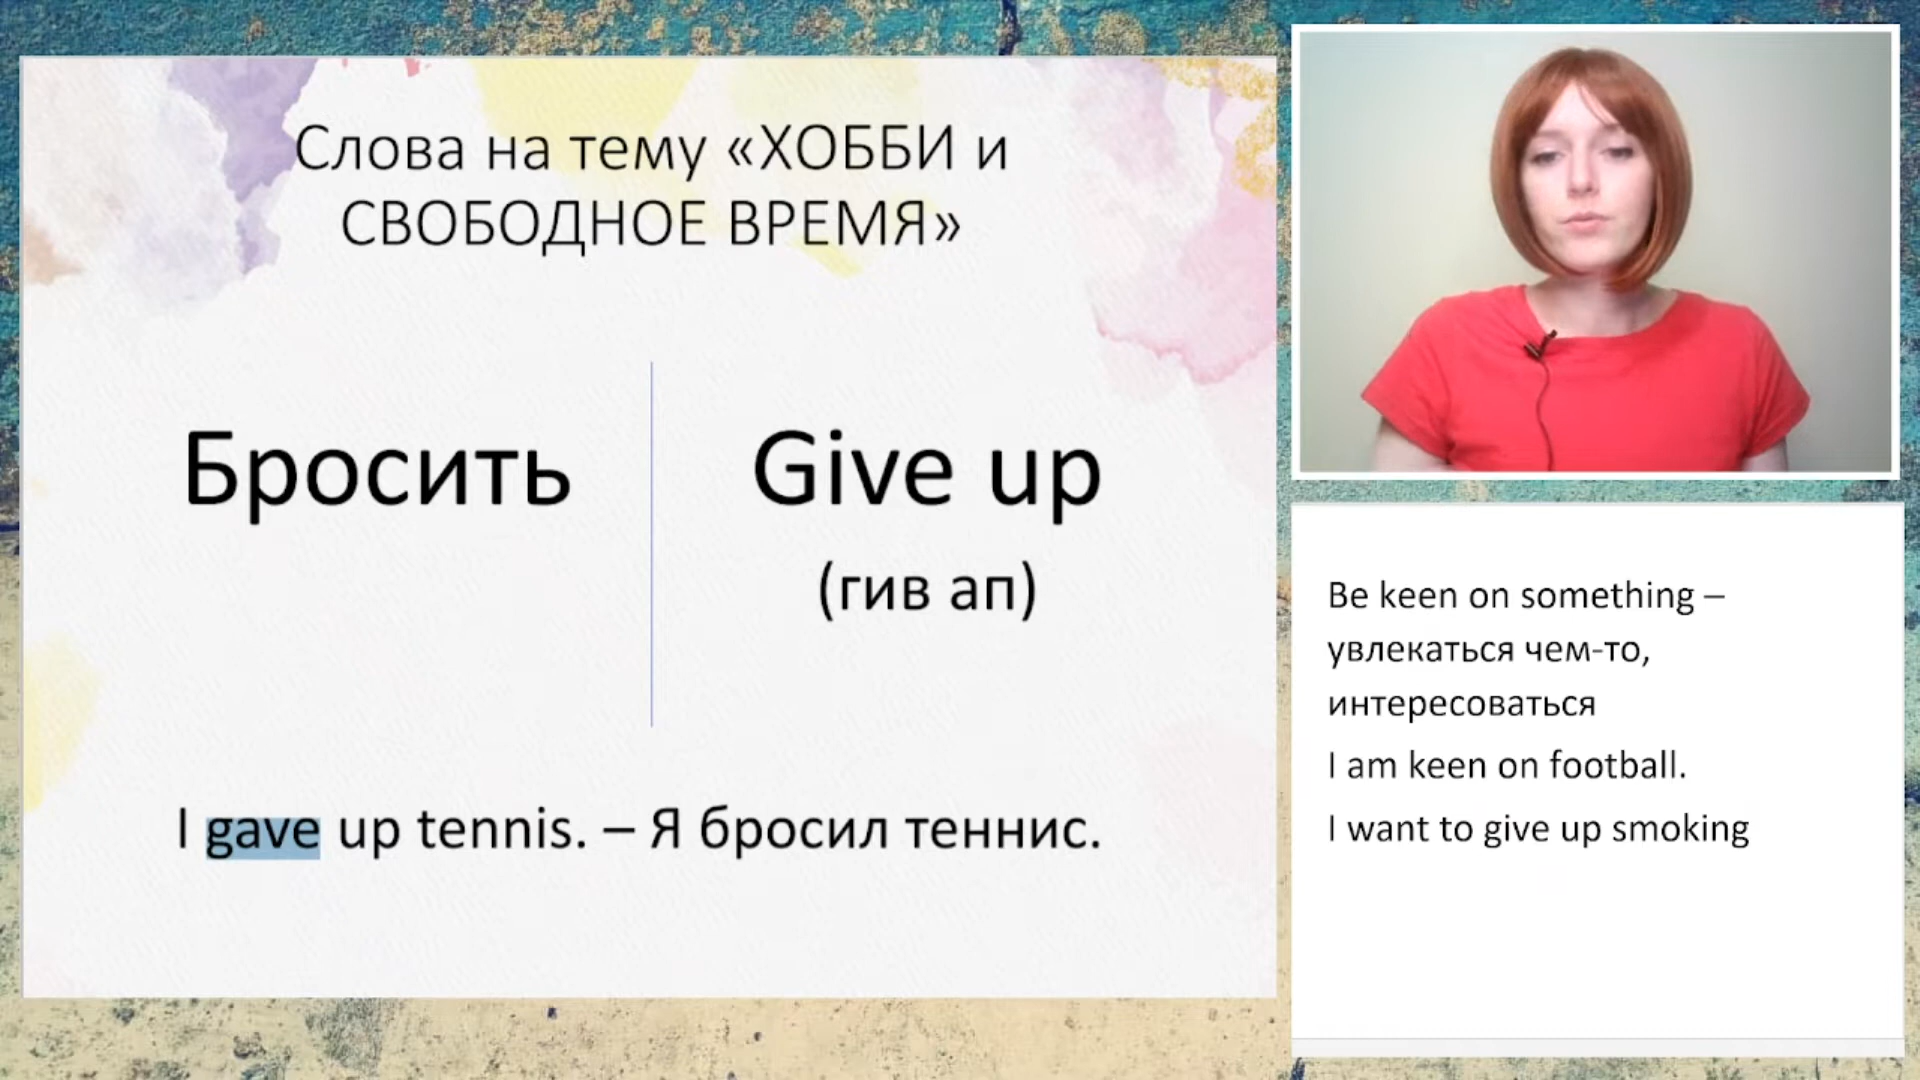 Слова на тему «ХОББИ и
СВОБОДНОЕ ВРЕМЯ»
Бросить
Give up
(гив ап)
I gave up tennis. – Я бросил теннис.
Be keen on something –
увлекаться чем-то,
интересоваться
I am keen on football.
I want to give up smoking